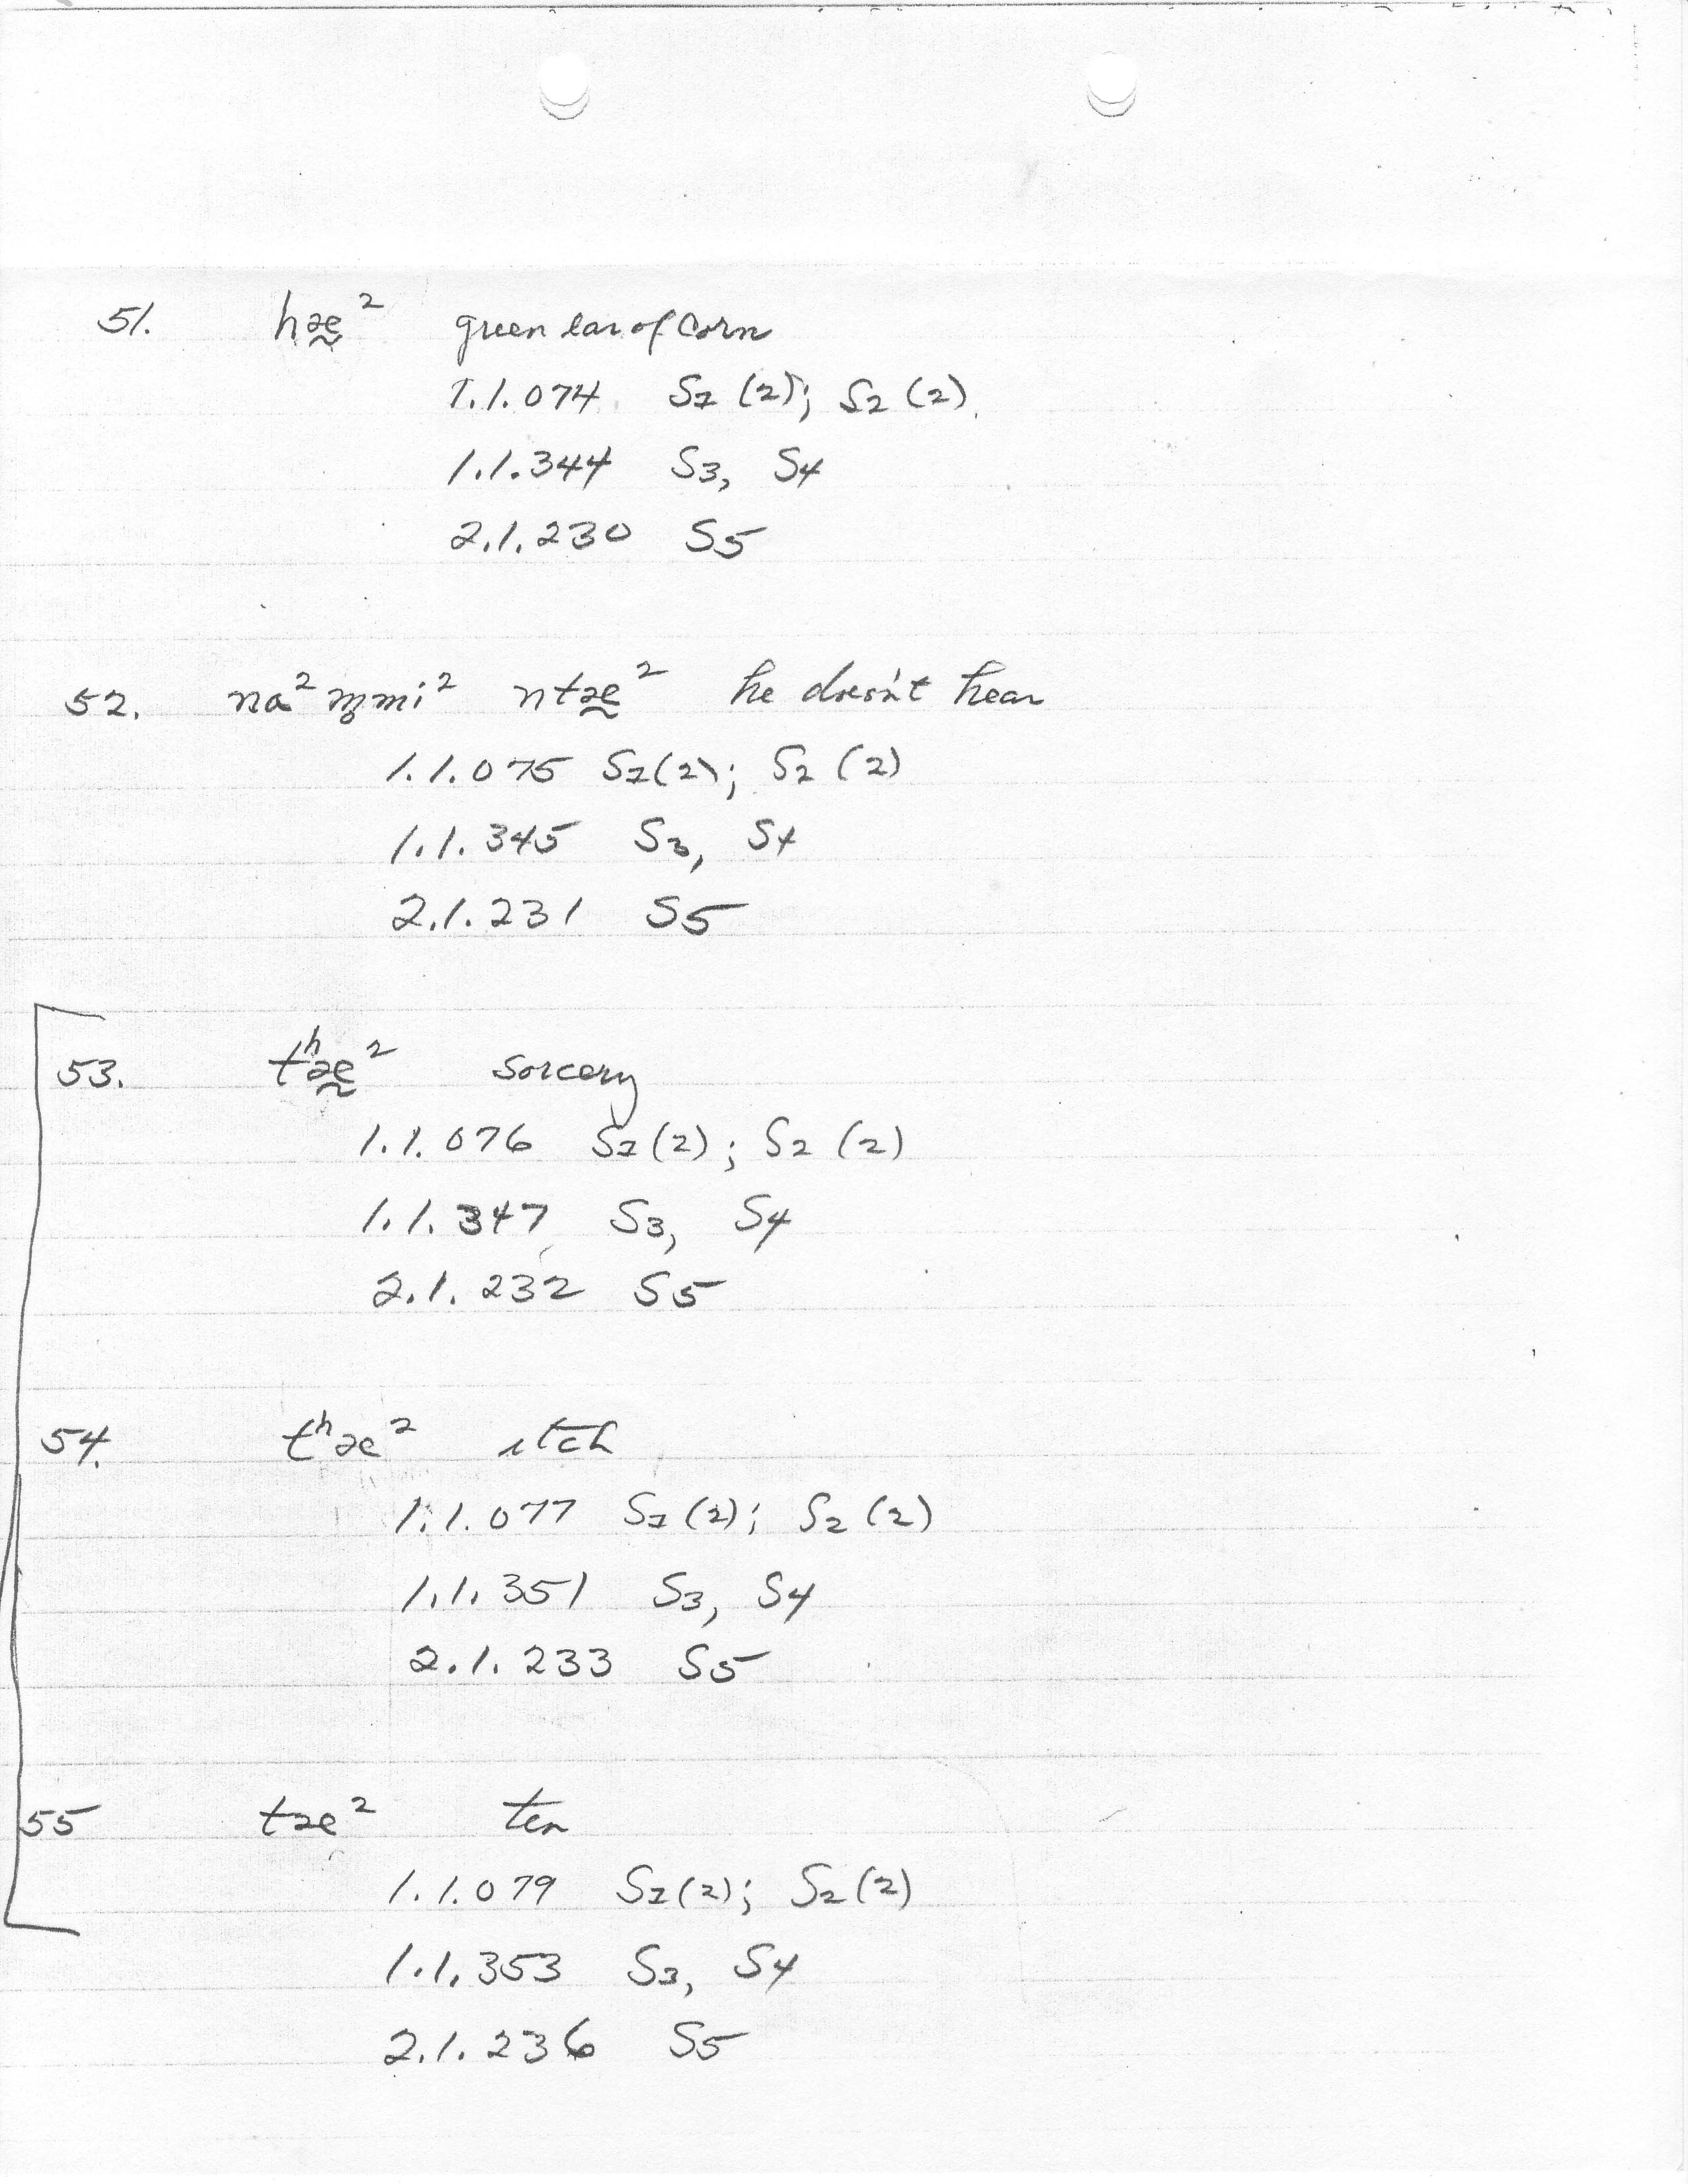 51. hæ̰² green ear of corn
1.1.074 S1 (2); S2 (2)
1.1.344 S3, S4
2.1.230 S5
52. na² m̥mi² ntæ̰² he doesn't hear
1.1.075 S1(2); S2 (2)
1.1.345 S3, S4
2.1.231 S5
53. tʰæ̰² sorcery
1.1.076 S1(2); S2 (2)
1.1.347 S3, S4
2.1.232 S5
54. tʰæ² itch
1.1.077 S1(2); S2(2)
1.1.351 S3, S4
2.1.233 S5
55 tæ² ten
1.1.079 S1(2); S2(2)
1.1.353 S3, S4
2.1.236 S5